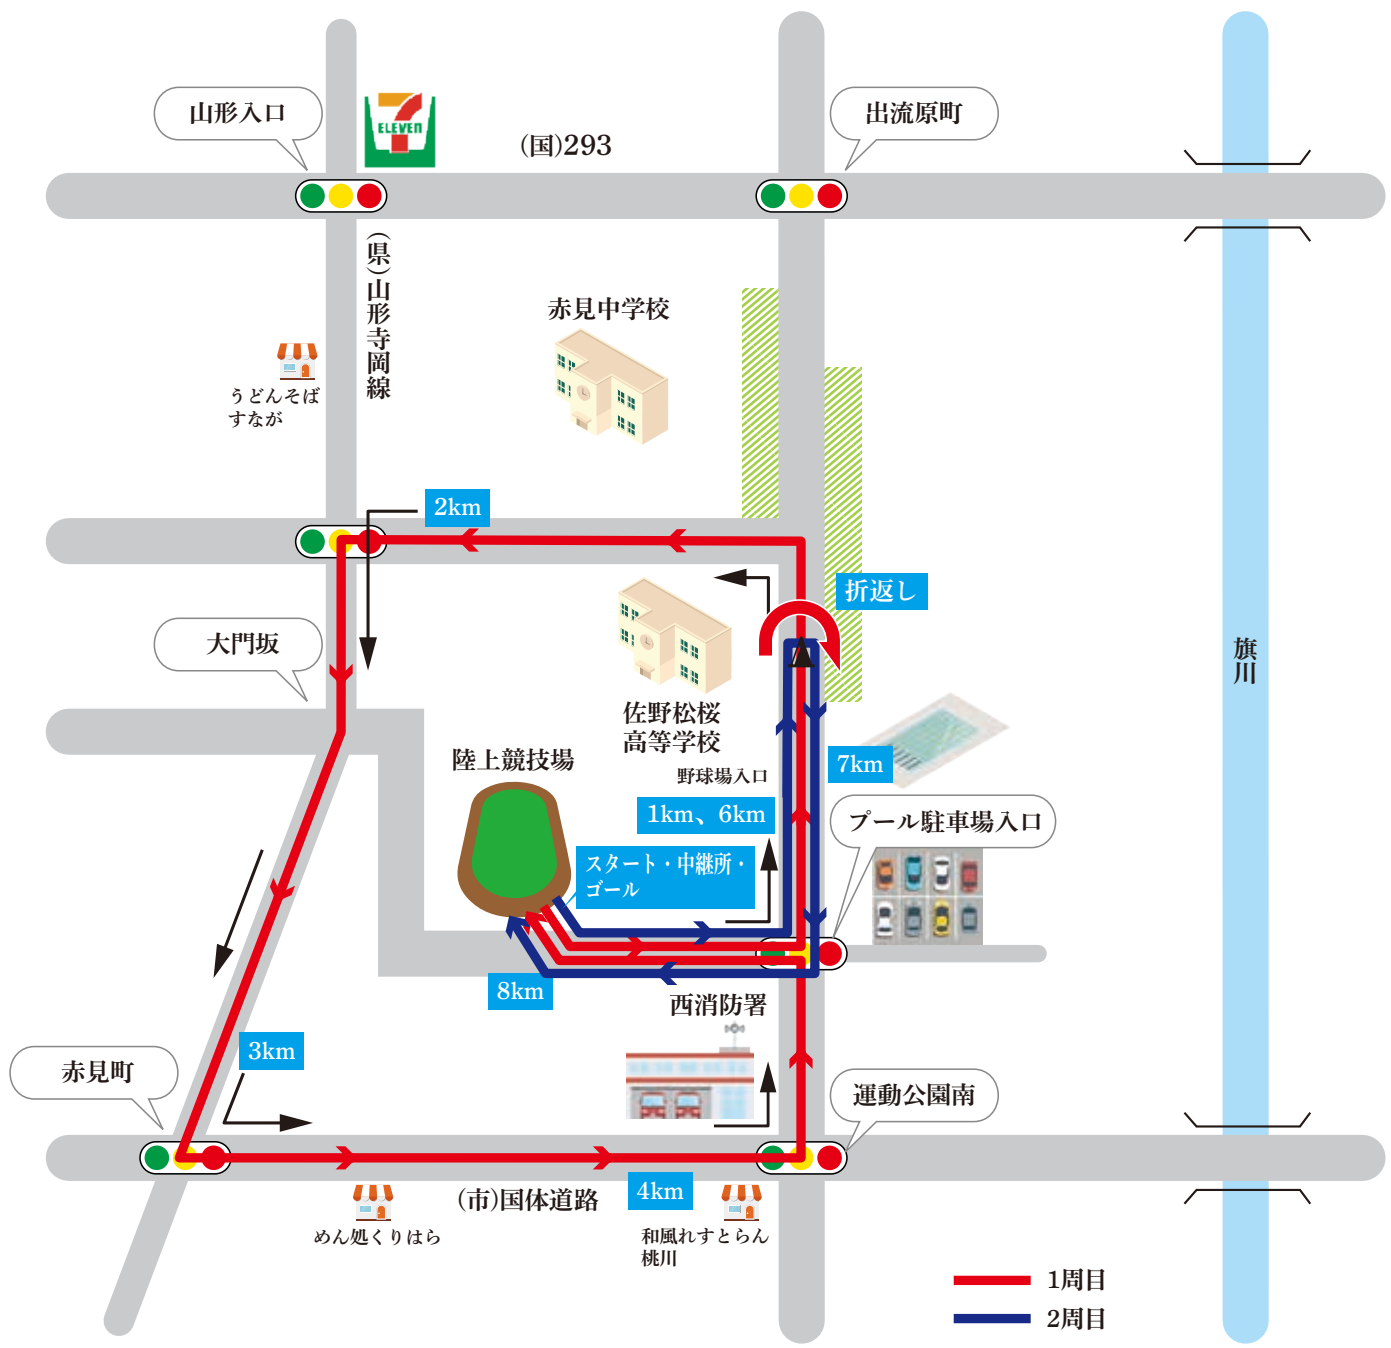 山形入口
ELEVEN
(国)293
出流原町
(県)山形寺岡線
赤見中学校
うどんそば
すなが
2km
折返し
大門坂
旗川
佐野松桜
高等学校
陸上競技場
野球場入口
7km
1km、6km
プール駐車場入口
スタート・中継所・
ゴール
8km
西消防署
3km
赤見町
運動公園南
4km
(市)国体道路
めん処くりはら
和風れすとらん
桃川
1周目
2周目